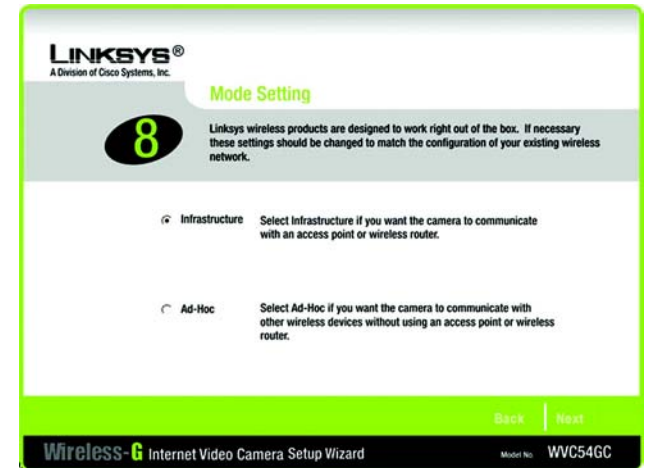 LINKSYS®
A Division of Cisco Systems, Inc.
Mode Setting
8
Linksys wireless products are designed to work right out of the box. If necessary
these settings should be changed to match the configuration of your existing wireless
network.
Infrastructure
Select Infrastructure if you want the camera to communicate
with an access point or wireless router.
Ad-Hoc
Select Ad-Hoc if you want the camera to communicate with
other wireless devices without using an access point or wireless
router.
Back Next
Wireless-G Internet Video Camera Setup Wizard
Model No. WVC54GC